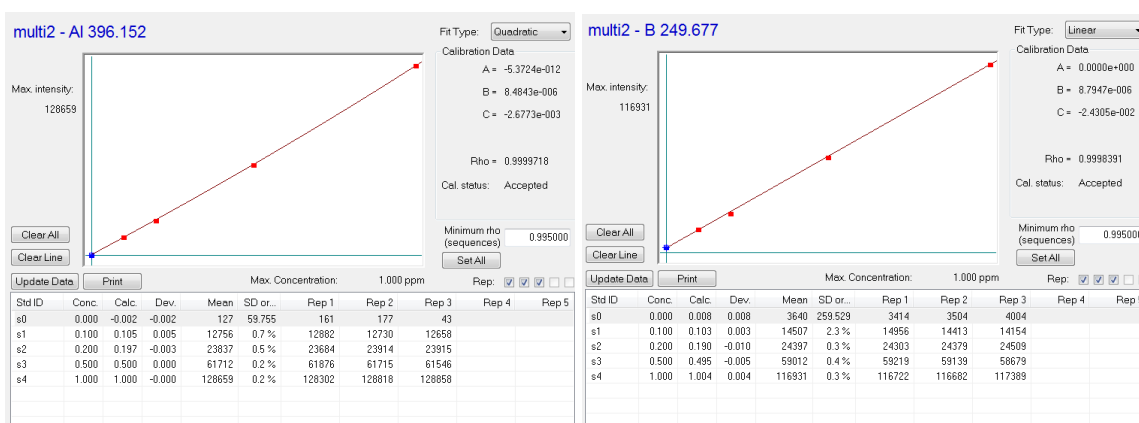 multi2 - Al 396.152
Fit Type: Quadratic
Calibration Data
A = -5.3724e-012
Max. intensity:
B = 8.4843e-006
128659
C = -2.6773e-003
Rho = 0.9999718
Cal. status: Accepted
Clear All
Minimum rho
(sequences) 0.995000
Clear Line
Set All
Update Data Print Max. Concentration: 1.000 ppm Rep:
Std ID Conc. Calc. Dev. Mean SD or... Rep 1 Rep 2 Rep 3 Rep 4 Rep 5
s0 0.000 -0.002 -0.002 127 59.755 161 177 43
s1 0.100 0.105 0.005 12756 0.7 % 12882 12730 12658
s2 0.200 0.197 -0.003 23837 0.5 % 23684 23914 23915
s3 0.500 0.500 0.000 61712 0.2 % 61876 61715 61546
s4 1.000 1.000 -0.000 128659 0.2 % 128302 128818 128858
multi2 - B 249.677
Fit Type: Linear
Calibration Data
A = 0.0000e+000
Max. intensity:
B = 8.7947e-006
116931
C = -2.4305e-002
Rho = 0.9998391
Cal. status: Accepted
Clear All
Minimum rho
(sequences) 0.995000
Clear Line
Set All
Update Data Print Max. Concentration: 1.000 ppm Rep:
Std ID Conc. Calc. Dev. Mean SD or... Rep 1 Rep 2 Rep 3 Rep 4 Rep
s0 0.000 0.008 0.008 3640 259.529 3414 3504 4004
s1 0.100 0.103 0.003 14507 2.3 % 14956 14413 14154
s2 0.200 0.190 -0.010 24397 0.3 % 24303 24379 24509
s3 0.500 0.495 -0.005 59012 0.4 % 59219 59139 58679
s4 1.000 1.004 0.004 116931 0.3 % 116722 116682 117389